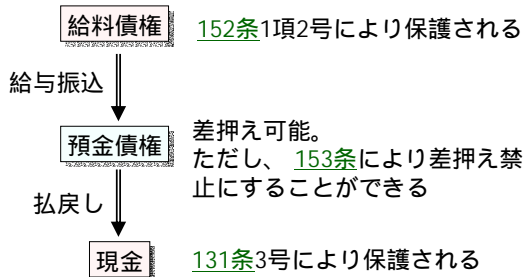 給料債権 152条1項2号により保護される
給与振込
預金債権
差押え可能。
ただし、 153条により差押え禁
止にすることができる
払戻し
現金 131条3号により保護される